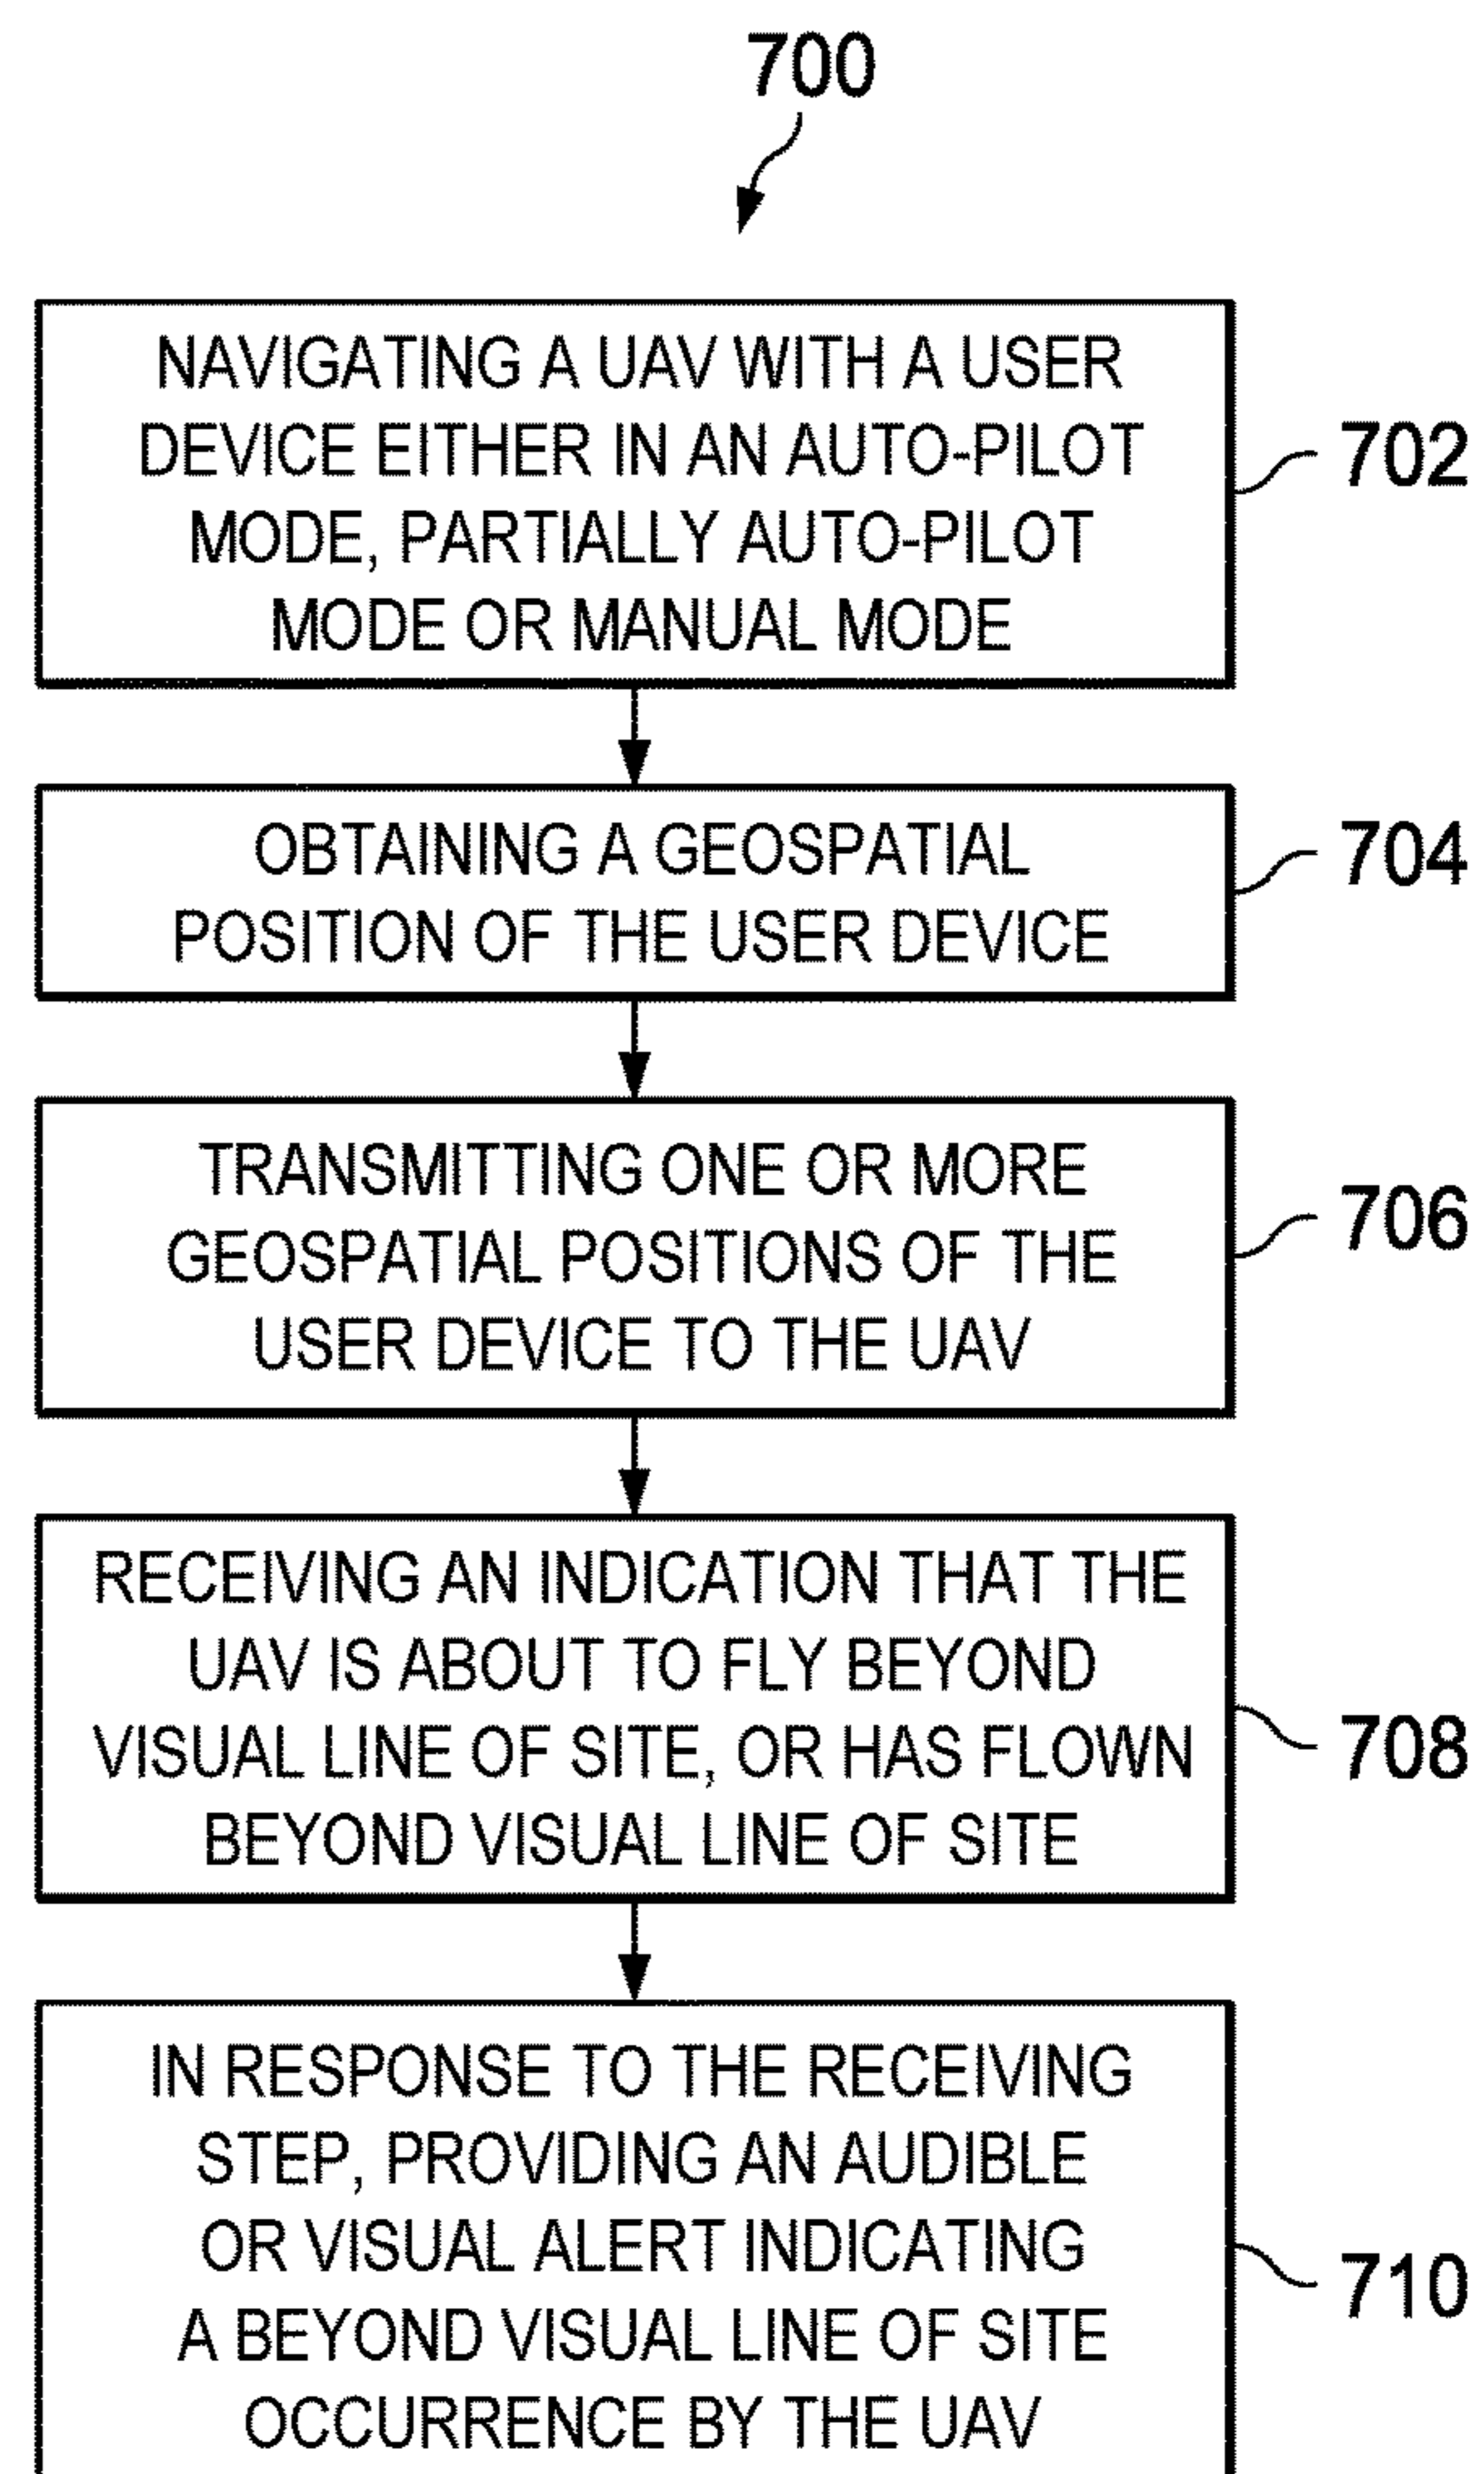 700
NAVIGATING A UAV WITH A USER
DEVICE EITHER IN AN AUTO-PILOT
MODE, PARTIALLY AUTO-PILOT
MODE OR MANUAL MODE
702
OBTAINING A GEOSPATIAL
POSITION OF THE USER DEVICE
704
TRANSMITTING ONE OR MORE
GEOSPATIAL POSITIONS OF THE
USER DEVICE TO THE UAV
706
RECEIVING AN INDICATION THAT THE
UAV IS ABOUT TO FLY BEYOND
VISUAL LINE OF SITE, OR HAS FLOWN
BEYOND VISUAL LINE OF SITE
708
IN RESPONSE TO THE RECEIVING
STEP, PROVIDING AN AUDIBLE
OR VISUAL ALERT INDICATING
A BEYOND VISUAL LINE OF SITE
OCCURRENCE BY THE UAV
710